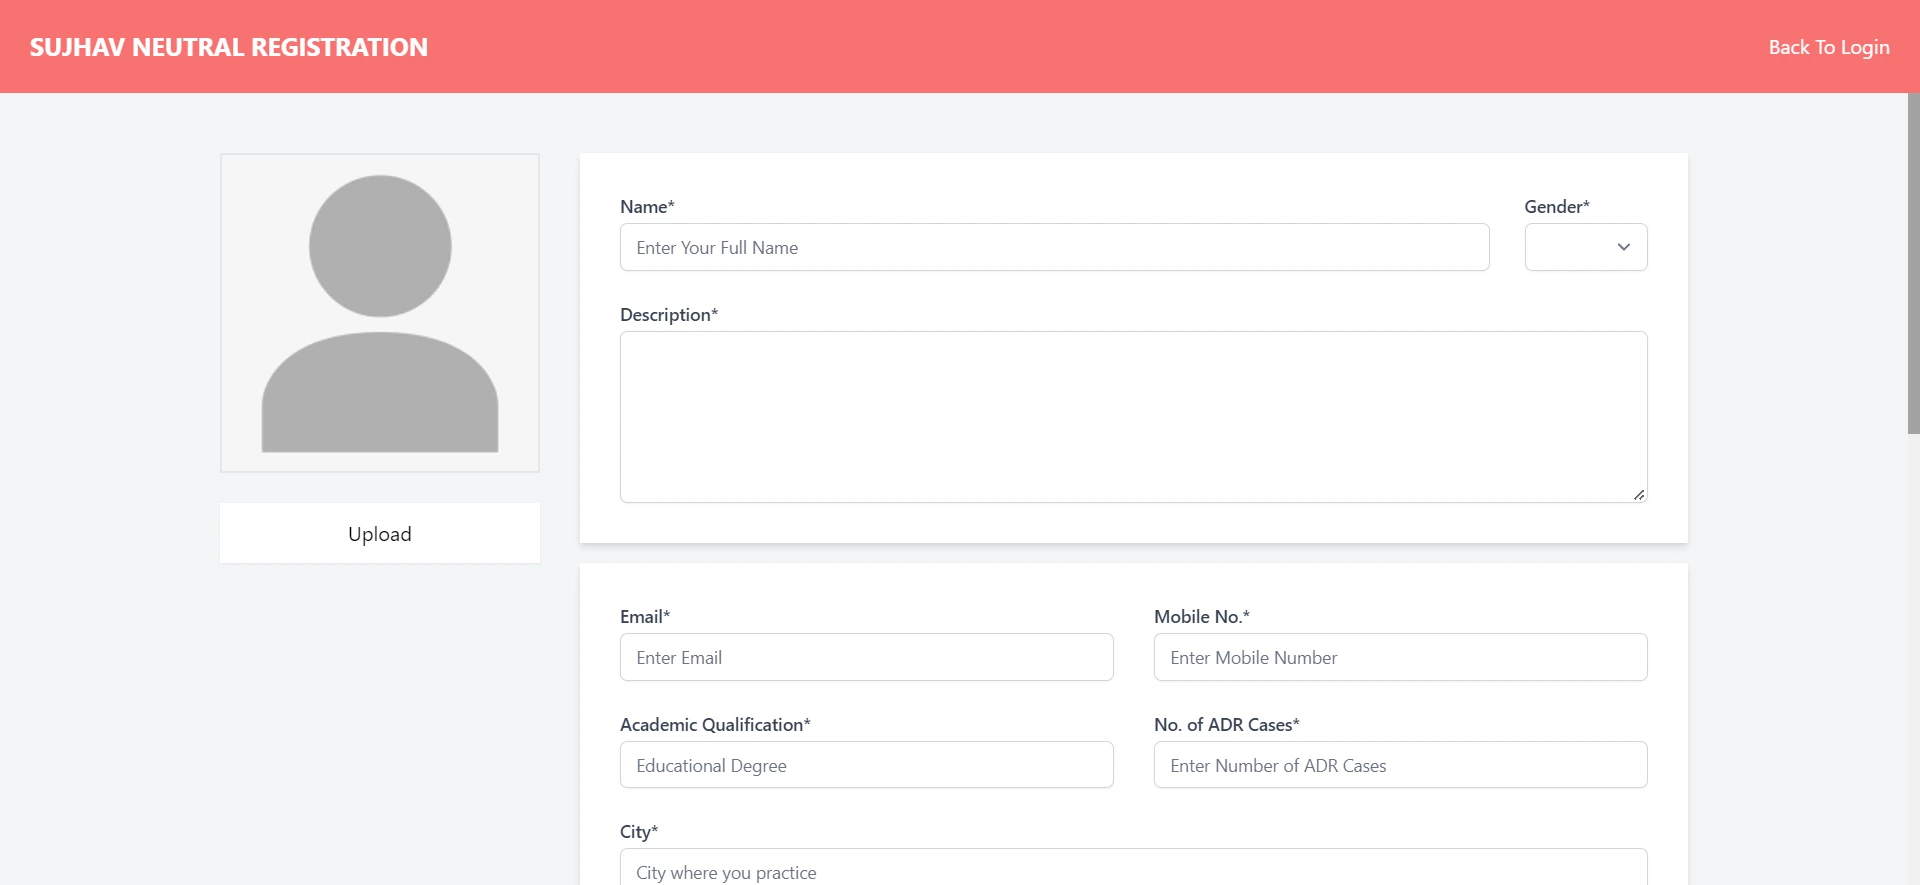 SUJHAV NEUTRAL REGISTRATION
Back To Login
Name*
Gender*
Enter Your Full Name
Description*
Upload
Email*
Mobile No.*
Enter Email
Enter Mobile Number
Academic Qualification*
No. of ADR Cases*
Educational Degree
Enter Number of ADR Cases
City*
City where you practice